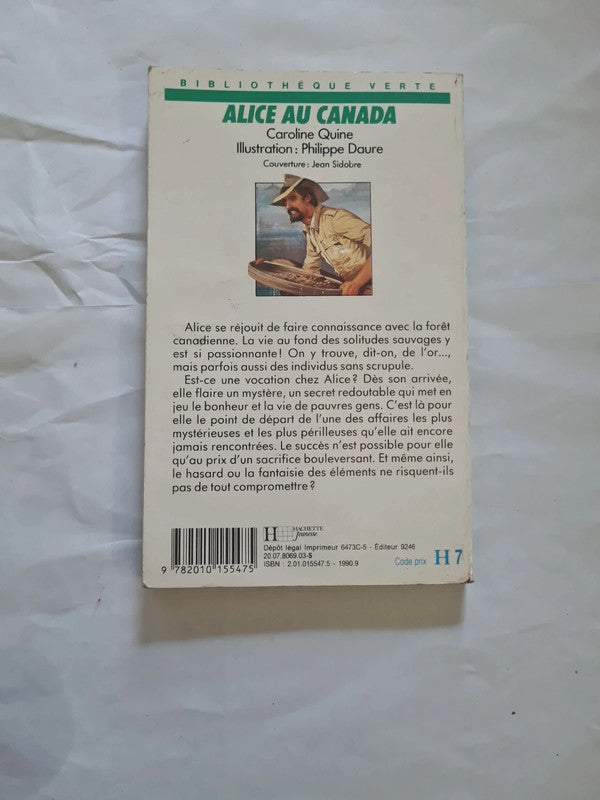 BIBLIOTHÈQUE VERTE
ALICE AU CANADA
Caroline Quine
Illustration : Philippe Daure
Couverture : Jean Sidobre
Alice se réjouit de faire connaissance avec la forêt
canadienne. La vie au fond des solitudes sauvages y
est si passionnante ! On y trouve, dit-on, de l'or...,
mais parfois aussi des individus sans scrupule.
Est-ce une vocation chez Alice ? Dès son arrivée,
elle flaire un mystère, un secret redoutable qui met en
jeu le bonheur et la vie de pauvres gens. C'est là pour
elle le point de départ de l'une des affaires les plus
mystérieuses et les plus périlleuses qu'elle ait encore
jamais rencontrées. Le succès n'est possible pour elle
qu'au prix d'un sacrifice bouleversant. Et même ainsi,
le hasard ou la fantaisie des éléments ne risquent-ils
pas de tout compromettre ?
H HACHETTE
Jeunesse
Dépôt légal Imprimeur 6473C-5 - Éditeur 9246
20.07.8069.03-5
ISBN : 2.01.015547.5 - 1990.9
Code prix H 7
9 782010 155475